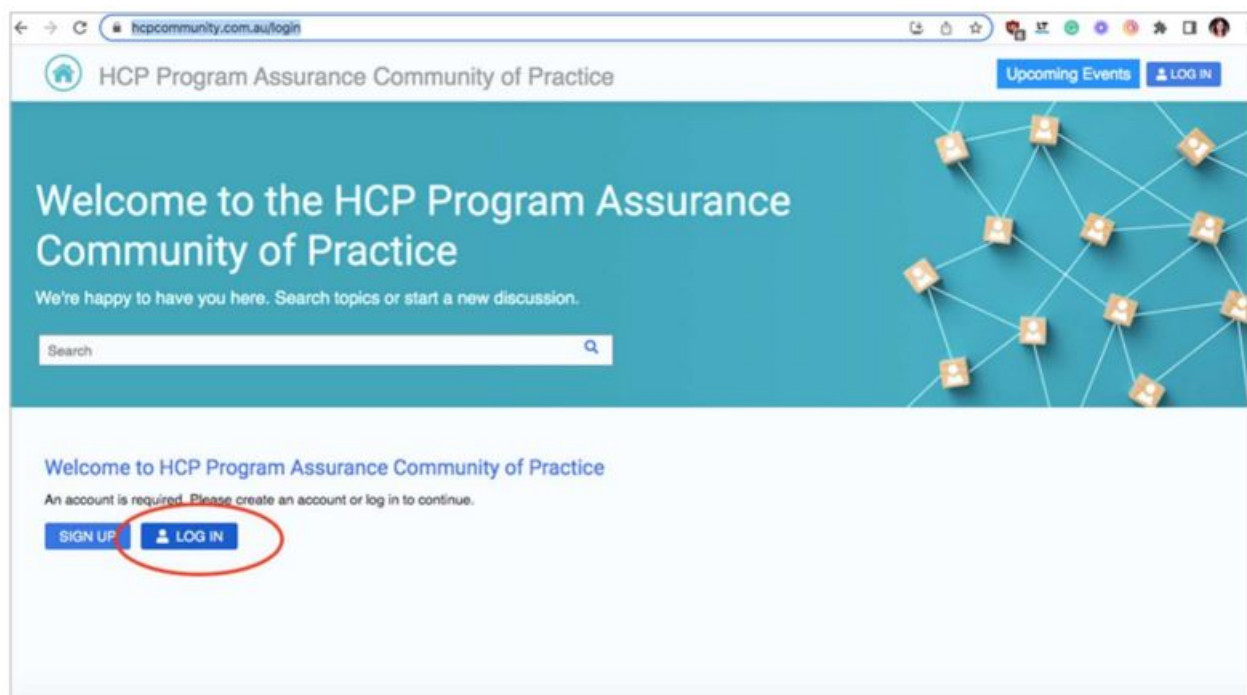 hcpcommunity.com.au/login
HCP Program Assurance Community of Practice
Upcoming Events
LOG IN
Welcome to the HCP Program Assurance
Community of Practice
We're happy to have you here. Search topics or start a new discussion.
Search
Welcome to HCP Program Assurance Community of Practice
An account is required. Please create an account or log in to continue.
SIGN UP
LOG IN